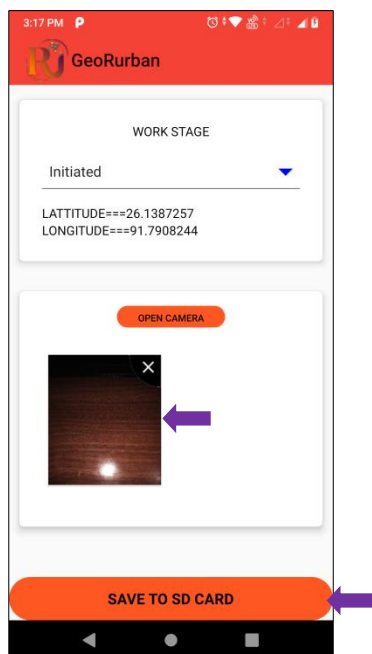 3:17 PM
GeoRurban
WORK STAGE
Initiated
LATTITUDE===26.1387257
LONGITUDE===91.7908244
OPEN CAMERA
SAVE TO SD CARD